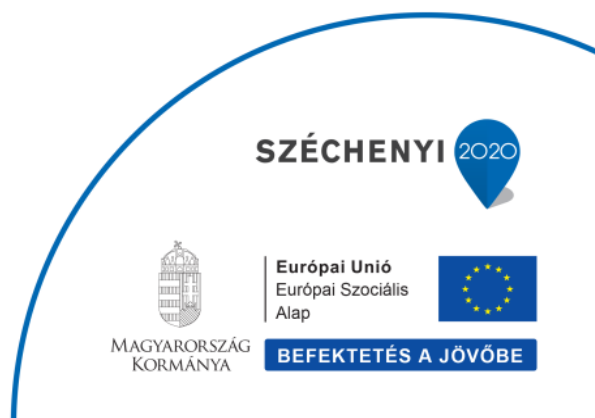 SZÉCHENYI 2020
Európai Unió
Európai Szociális
Alap
MAGYARORSZÁG
KORMÁNYA
BEFEKTETÉS A JÖVŐBE